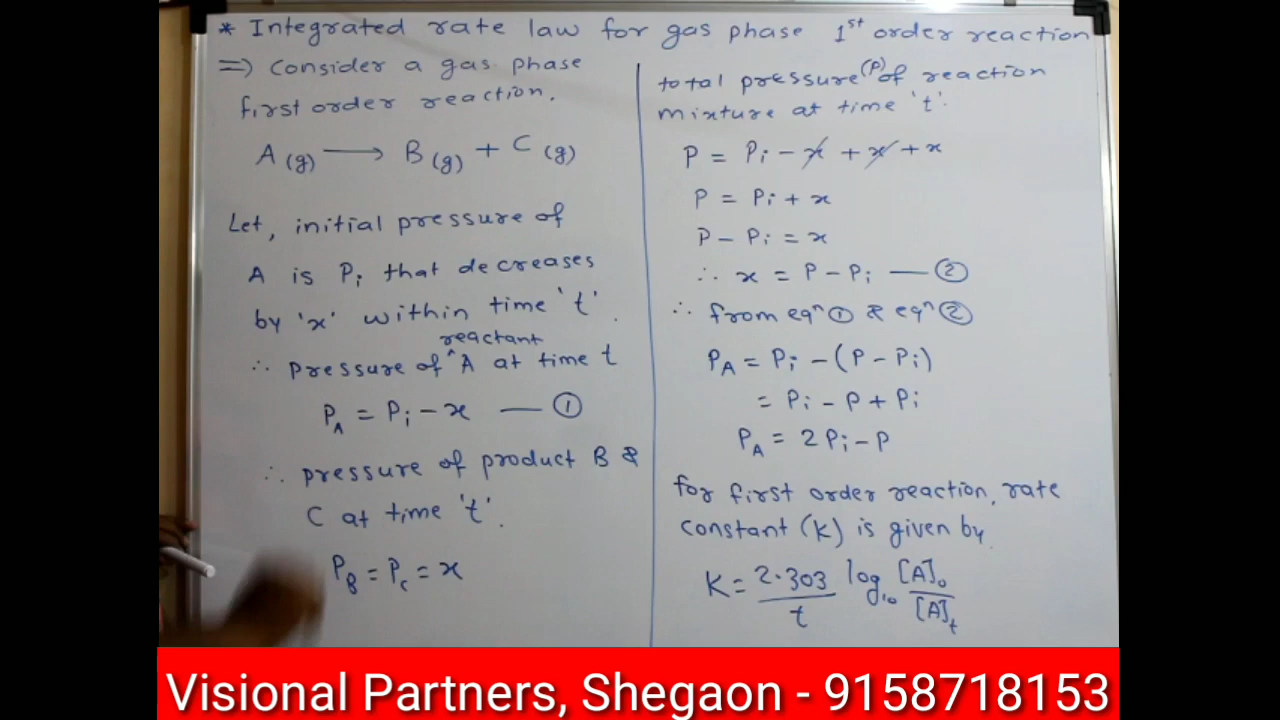 * Integrated rate law for gas phase 1st order reaction
=) Consider a gas phase
first order reaction.
A (g) ⟶ B (g) + C (g)
Let, initial pressure of
A is Pi that decreases
by 'x' within time 't'.
reactant
∴ pressure of ^ A at time t
PA = Pi - x — ①
∴ pressure of product B &
C at time 't'.
PB = Pc = x
total pressure (P) of reaction
mixture at time 't'.
P = Pi - x + x + x
P = Pi + x
P - Pi = x
∴ x = P - Pi — ②
∴ from eqn ① & eqn ②
PA = Pi - (P - Pi)
= Pi - P + Pi
PA = 2Pi - P
for first order reaction, rate
constant (K) is given by
K = 2.303/t log10 [A]0/[A]t
Visional Partners, Shegaon - 9158718153